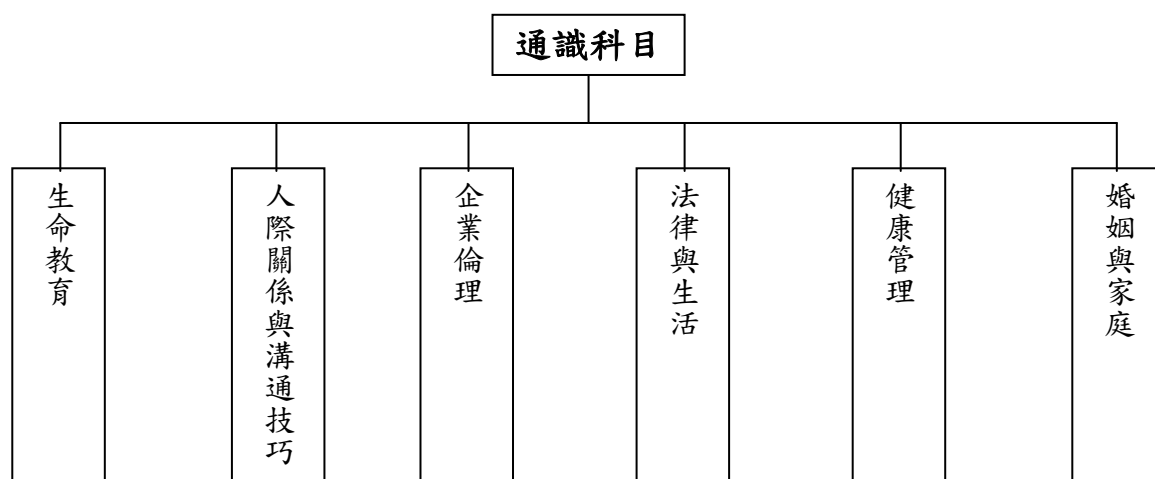 通識科目
生命教育
人際關係與溝通技巧
企業倫理
法律與生活
健康管理
婚姻與家庭